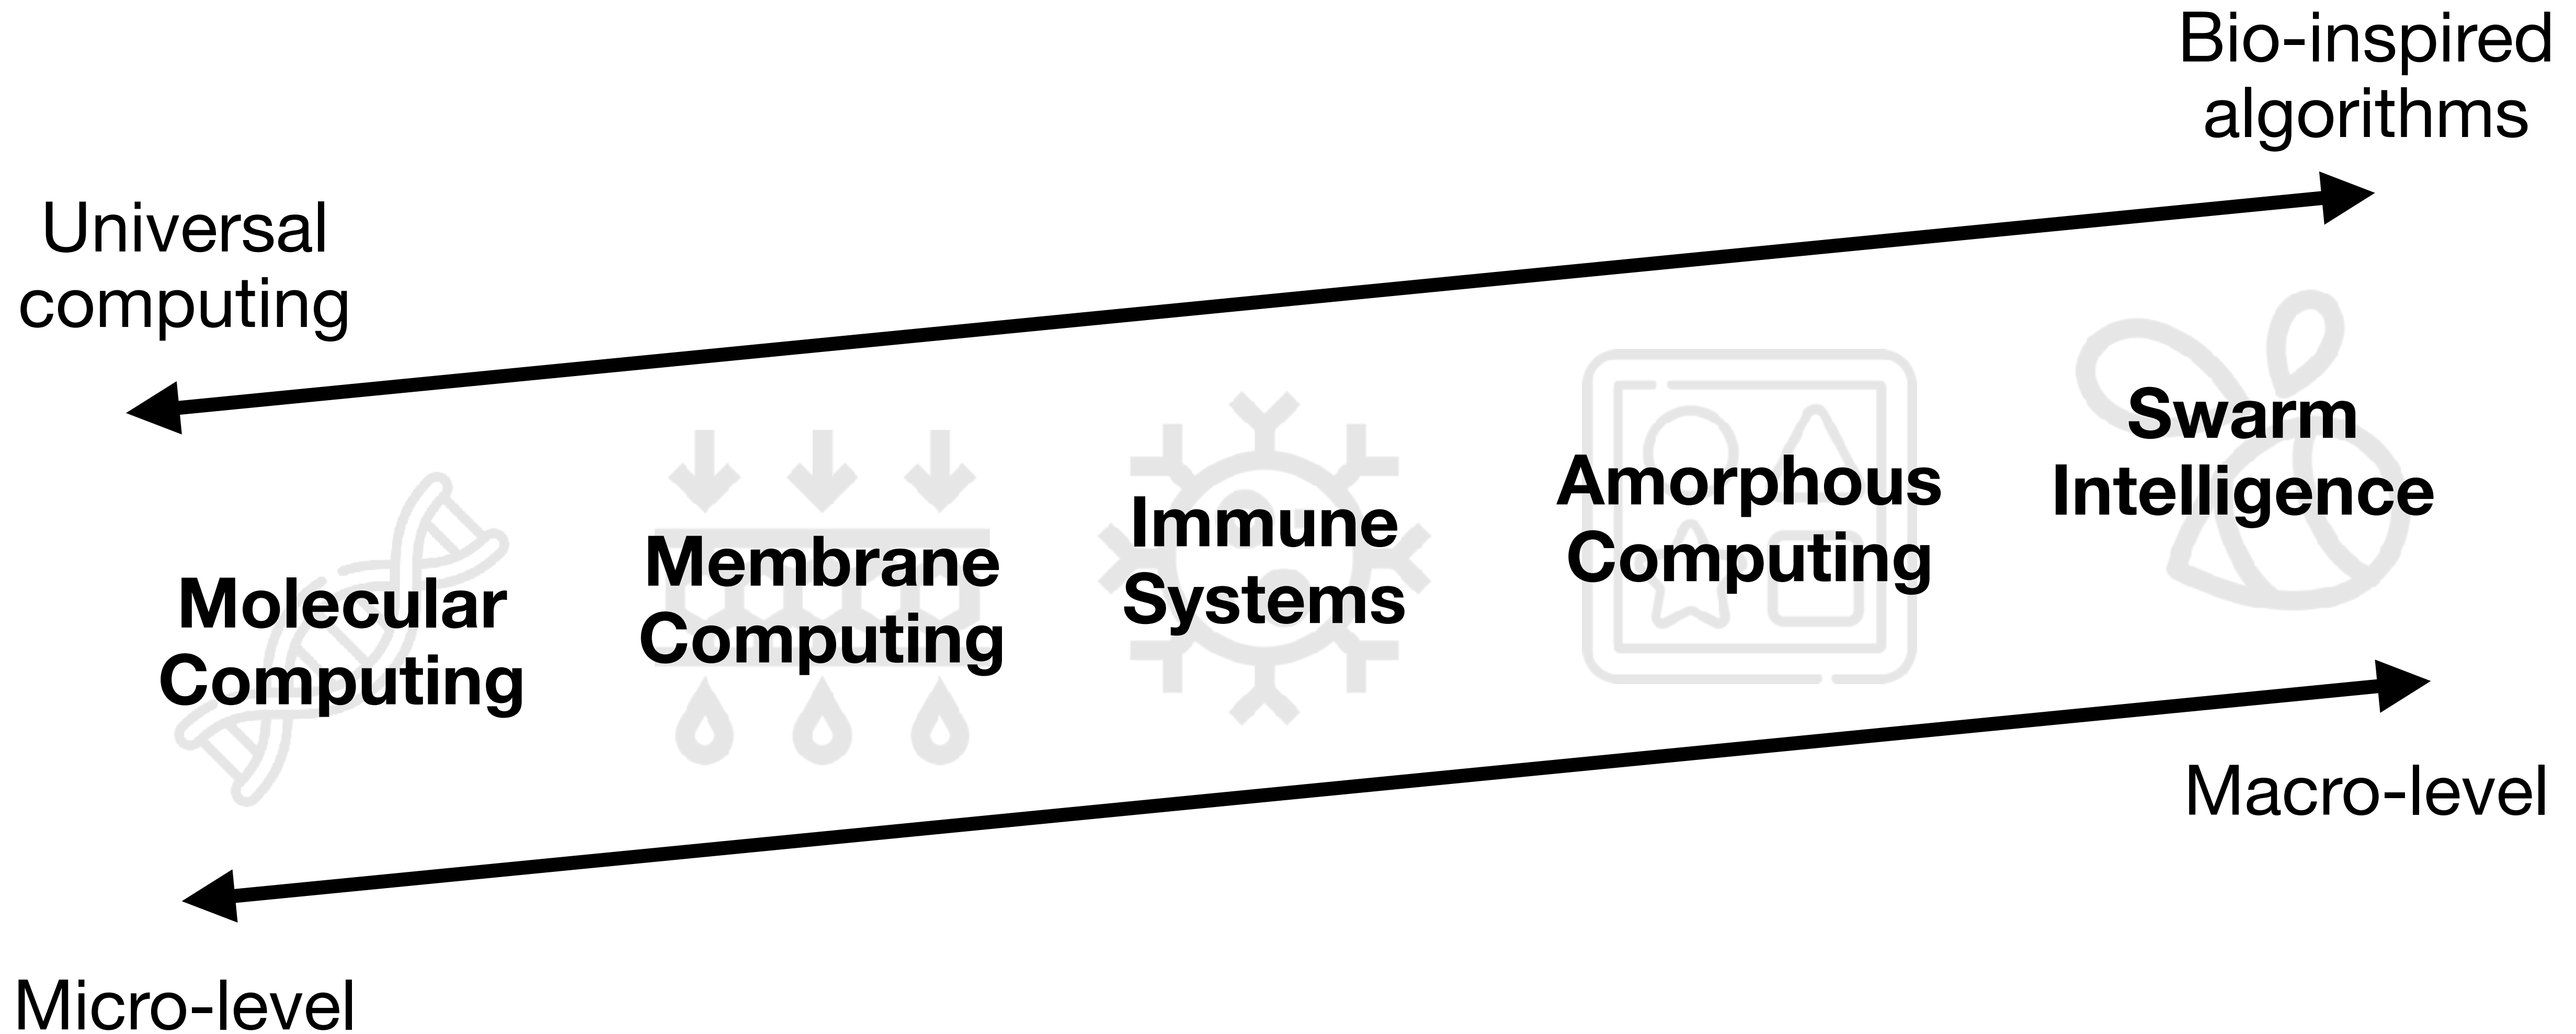 Bio-inspired
algorithms
Universal
computing
Molecular
Computing
Membrane
Computing
Immune
Systems
Amorphous
Computing
Swarm
Intelligence
Macro-level
Micro-level